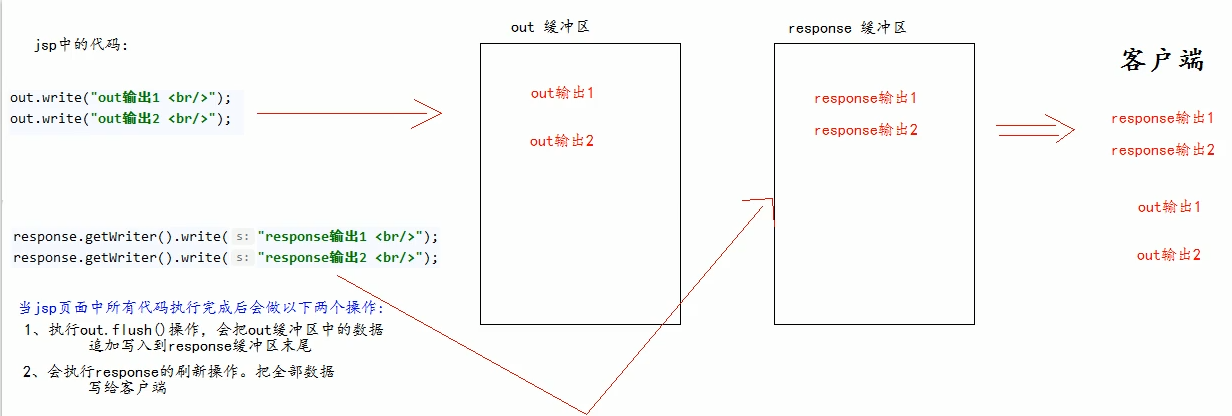 jsp中的代码:
out.write("out输出1 <br/>");
out.write("out输出2 <br/>");
response.getWriter().write( s: "response输出1 <br/>");
response.getWriter().write( s: "response输出2 <br/>");
当jsp页面中所有代码执行完成后会做以下两个操作:
1、执行out.flush()操作，会把out缓冲区中的数据
追加写入到response缓冲区末尾
2、会执行response的刷新操作。把全部数据
写给客户端
out 缓冲区
out输出1
out输出2
response 缓冲区
response输出1
response输出2
客户端
response输出1
response输出2
out输出1
out输出2